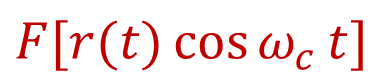 F[r(t) cos ω_c t]